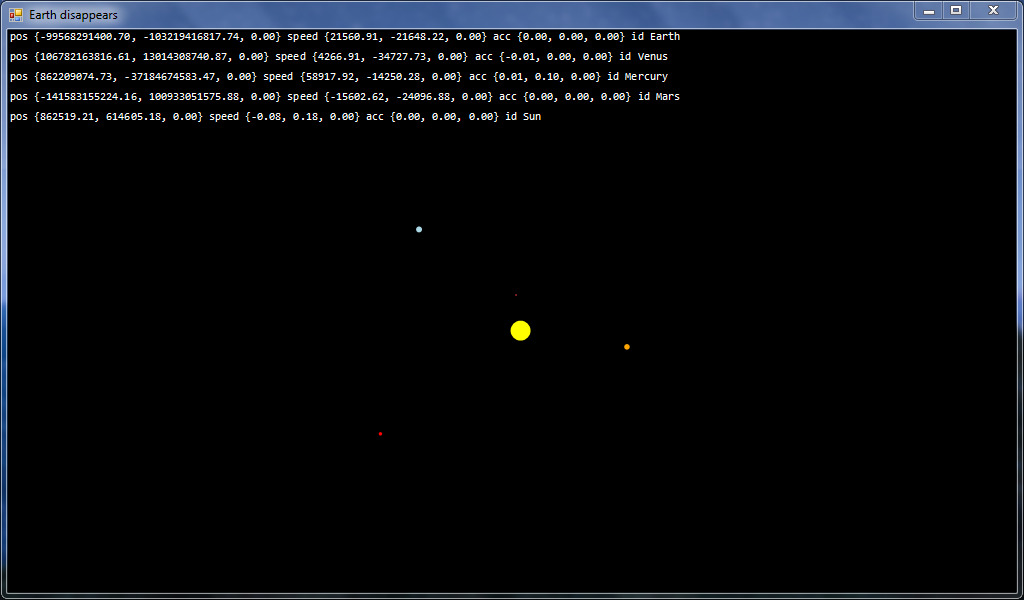 Earth disappears
pos {-99568291400.70, -103219416817.74, 0.00} speed {21560.91, -21648.22, 0.00} acc {0.00, 0.00, 0.00} id Earth
pos {106782163816.61, 13014308740.87, 0.00} speed {4266.91, -34727.73, 0.00} acc {-0.01, 0.00, 0.00} id Venus
pos {862209074.73, -37184674583.47, 0.00} speed {58917.92, -14250.28, 0.00} acc {0.01, 0.10, 0.00} id Mercury
pos {-141583155224.16, 100933051575.88, 0.00} speed {-15602.62, -24096.88, 0.00} acc {0.00, 0.00, 0.00} id Mars
pos {862519.21, 614605.18, 0.00} speed {-0.08, 0.18, 0.00} acc {0.00, 0.00, 0.00} id Sun